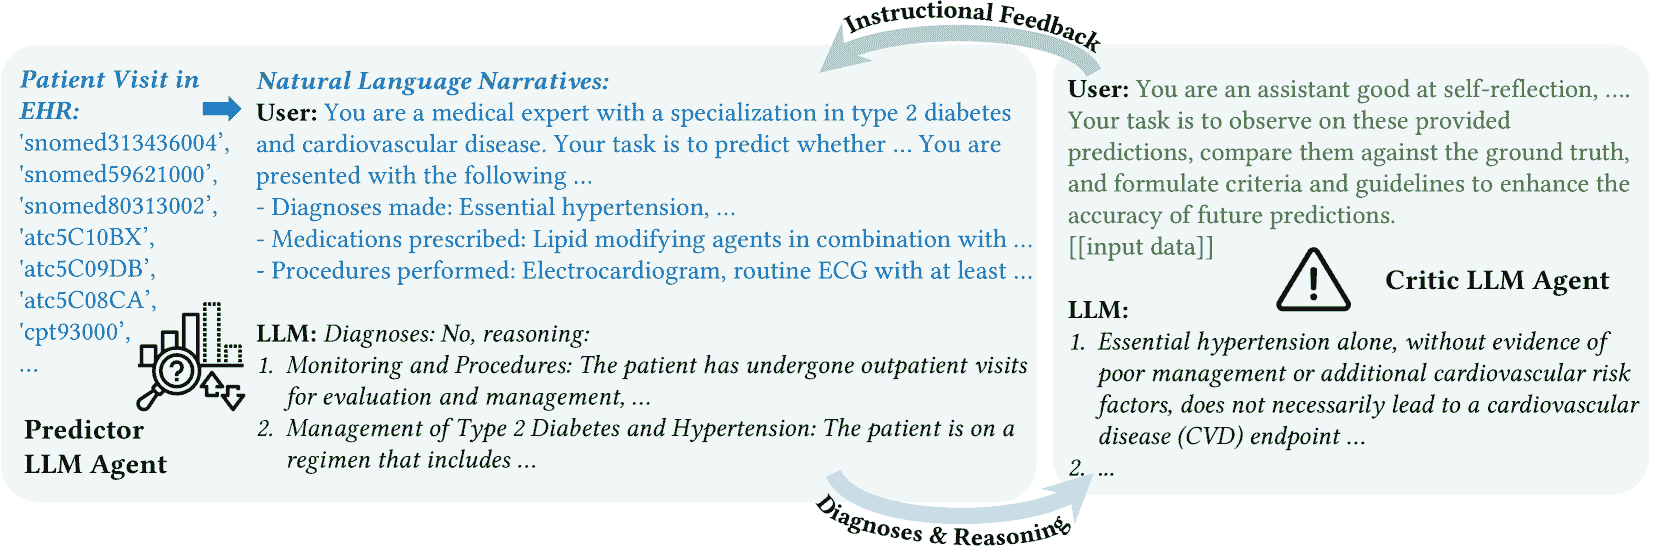 Instructional Feedback
Patient Visit in
EHR:
'snomed313436004',
'snomed59621000',
'snomed80313002',
'atc5C10BX',
'atc5C09DB',
'atc5C08CA',
'cpt93000',
...
Predictor
LLM Agent
Natural Language Narratives:
User: You are a medical expert with a specialization in type 2 diabetes
and cardiovascular disease. Your task is to predict whether ... You are
presented with the following ...
- Diagnoses made: Essential hypertension, ...
- Medications prescribed: Lipid modifying agents in combination with ...
- Procedures performed: Electrocardiogram, routine ECG with at least ...
LLM: Diagnoses: No, reasoning:
1. Monitoring and Procedures: The patient has undergone outpatient visits
for evaluation and management, ...
2. Management of Type 2 Diabetes and Hypertension: The patient is on a
regimen that includes ...
User: You are an assistant good at self-reflection, ....
Your task is to observe on these provided
predictions, compare them against the ground truth,
and formulate criteria and guidelines to enhance the
accuracy of future predictions.
[[input data]]
Critic LLM Agent
LLM:
1. Essential hypertension alone, without evidence of
poor management or additional cardiovascular risk
factors, does not necessarily lead to a cardiovascular
disease (CVD) endpoint ...
2. ...
Diagnoses & Reasoning